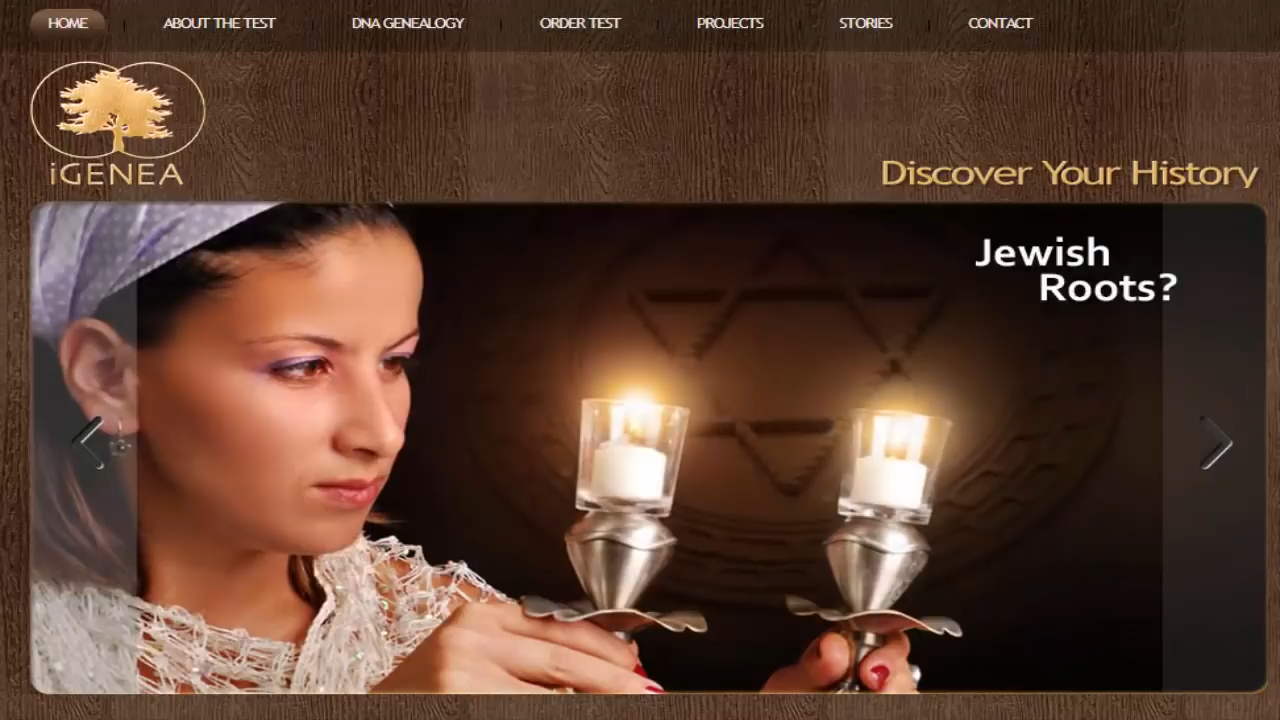 HOME ABOUT THE TEST DNA GENEALOGY ORDER TEST PROJECTS STORIES CONTACT
iGENEA
Discover Your History
Jewish
Roots?